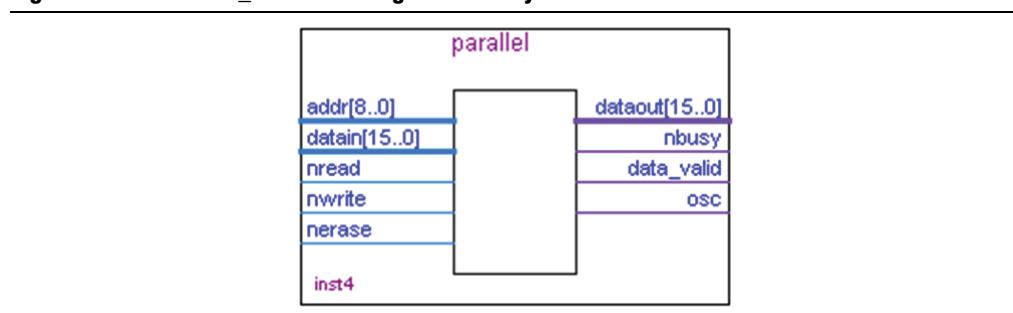 parallel
addr[8..0]
dataout[15..0]
datain[15..0]
nbusy
nread
data_valid
nwrite
osc
nerase
inst4